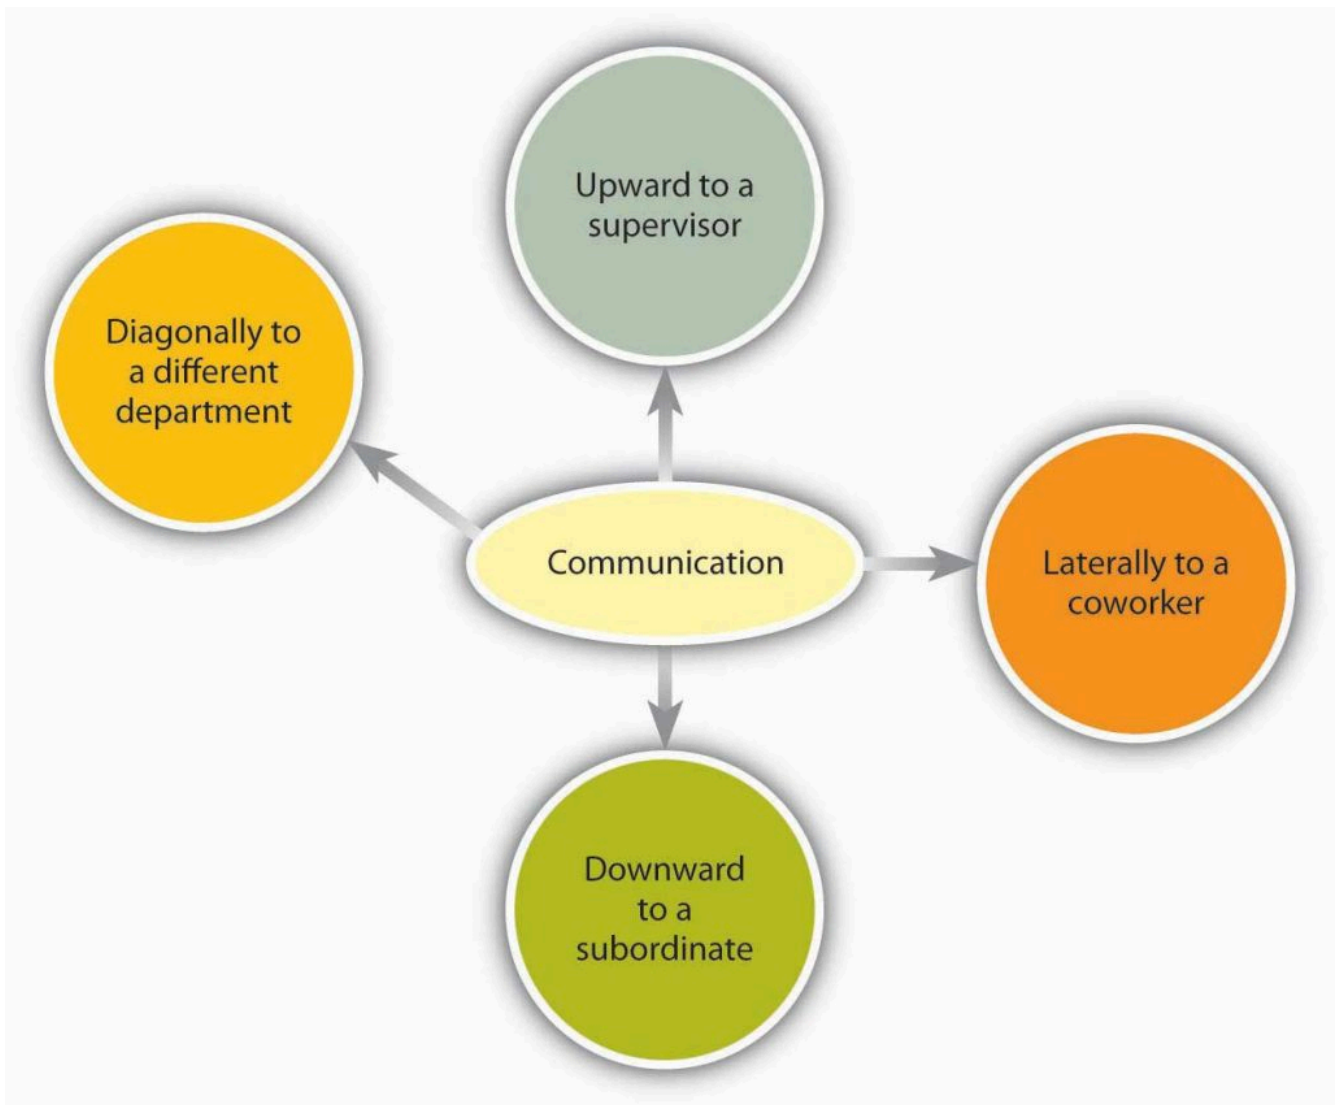 Upward to a
supervisor
Diagonally to
a different
department
Communication
Laterally to a
coworker
Downward
to a
subordinate